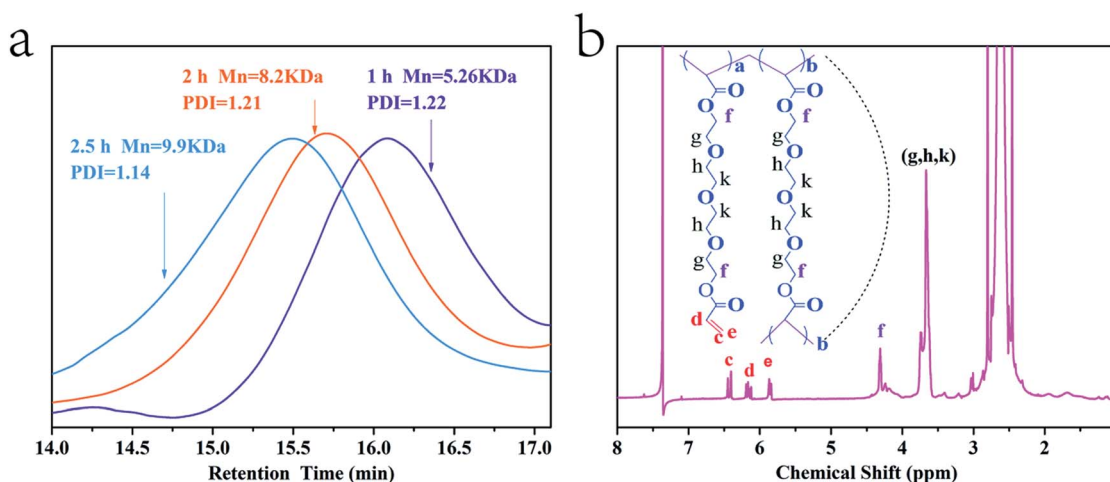 a
2 h Mn=8.2KDa
PDI=1.21
1 h Mn=5.26KDa
PDI=1.22
2.5 h Mn=9.9KDa
PDI=1.14
14.0 14.5 15.0 15.5 16.0 16.5 17.0
Retention Time (min)
b
a b
O O
O O
f f
g g
O O
h h
k k
O O
k k
h h
O O
g g
f f
O O
O O
d
c e
b
(g,h,k)
f
c d e
8 7 6 5 4 3 2
Chemical Shift (ppm)